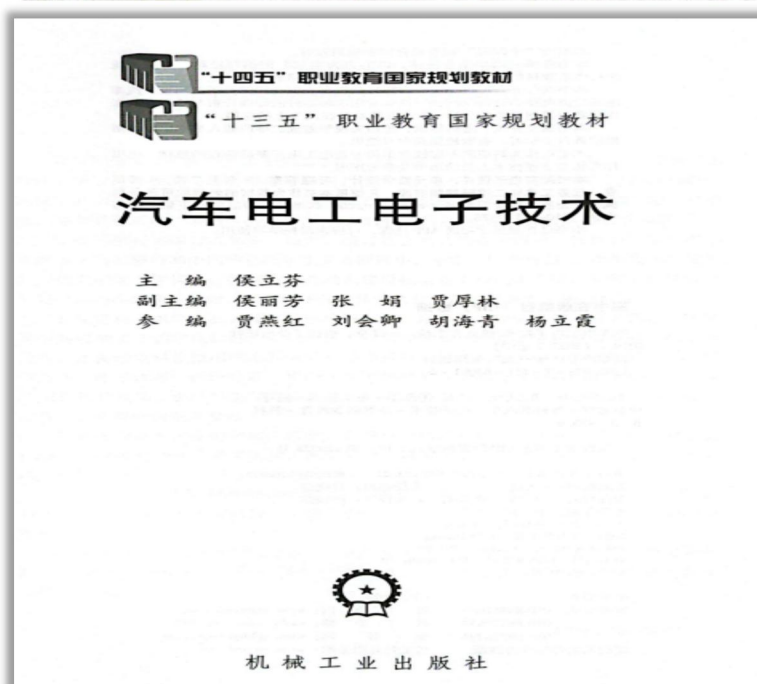 “十四五”职业教育国家规划教材
“十三五”职业教育国家规划教材
汽车电工电子技术
主 编 侯立芬
副主编 侯丽芳 张 娟 贾厚林
参 编 贾燕红 刘会卿 胡海青 杨立霞
机械工业出版社